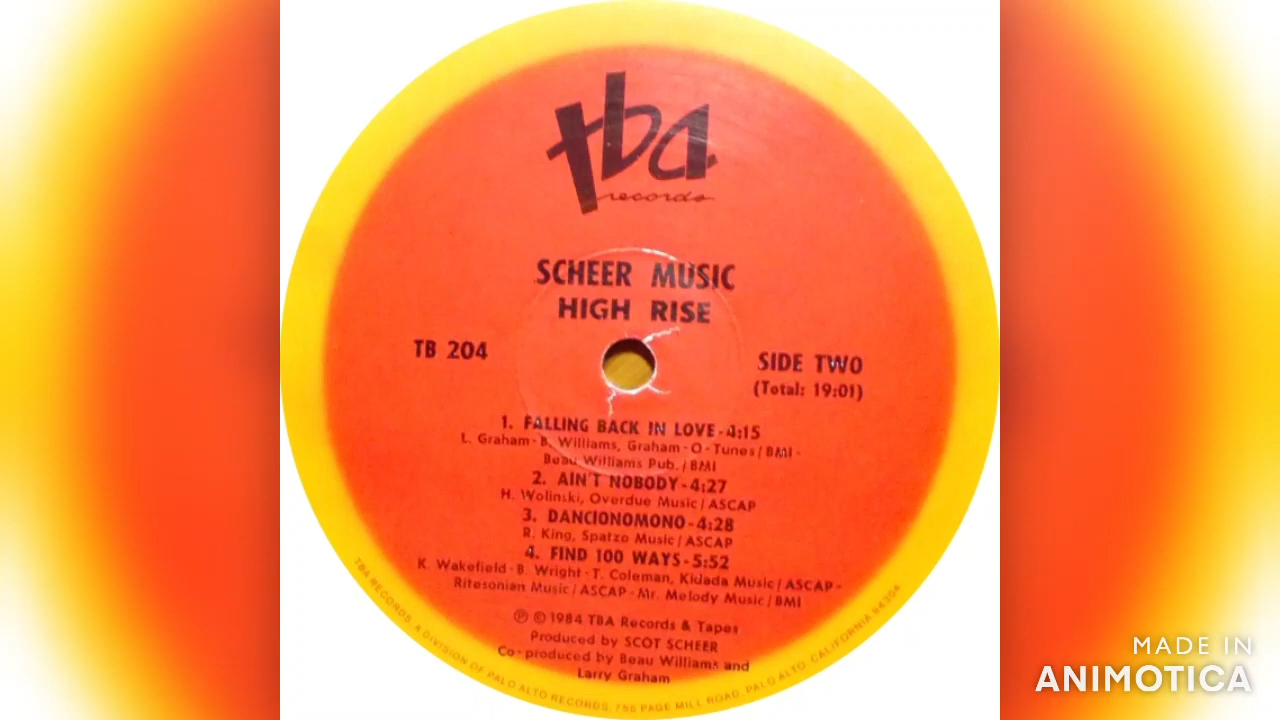 tba
records
SCHEER MUSIC
HIGH RISE
TB 204
SIDE TWO
(Total: 19:01)
1. FALLING BACK IN LOVE-4:15
L. Graham-B. Williams, Graham-O-Tunes/BMI-
Beau Williams Pub./BMI
2. AIN'T NOBODY-4:27
H. Wolinski, Overdue Music/ASCAP
3. DANCIONOMONO-4:28
R. King, Spatzo Music/ASCAP
4. FIND 100 WAYS-5:52
K. Wakefield-B. Wright-T. Coleman, Kidada Music/ASCAP-
Ritesonian Music/ASCAP-Mr. Melody Music/BMI
Ⓟ © 1984 TBA Records & Tapes
Produced by SCOT SCHEER
Co-produced by Beau Williams and
Larry Graham
TBA RECORDS, A DIVISION OF PALO ALTO RECORDS, 755 PAGE MILL ROAD, PALO ALTO, CALIFORNIA 94304
MADE IN
ANIMOTICA